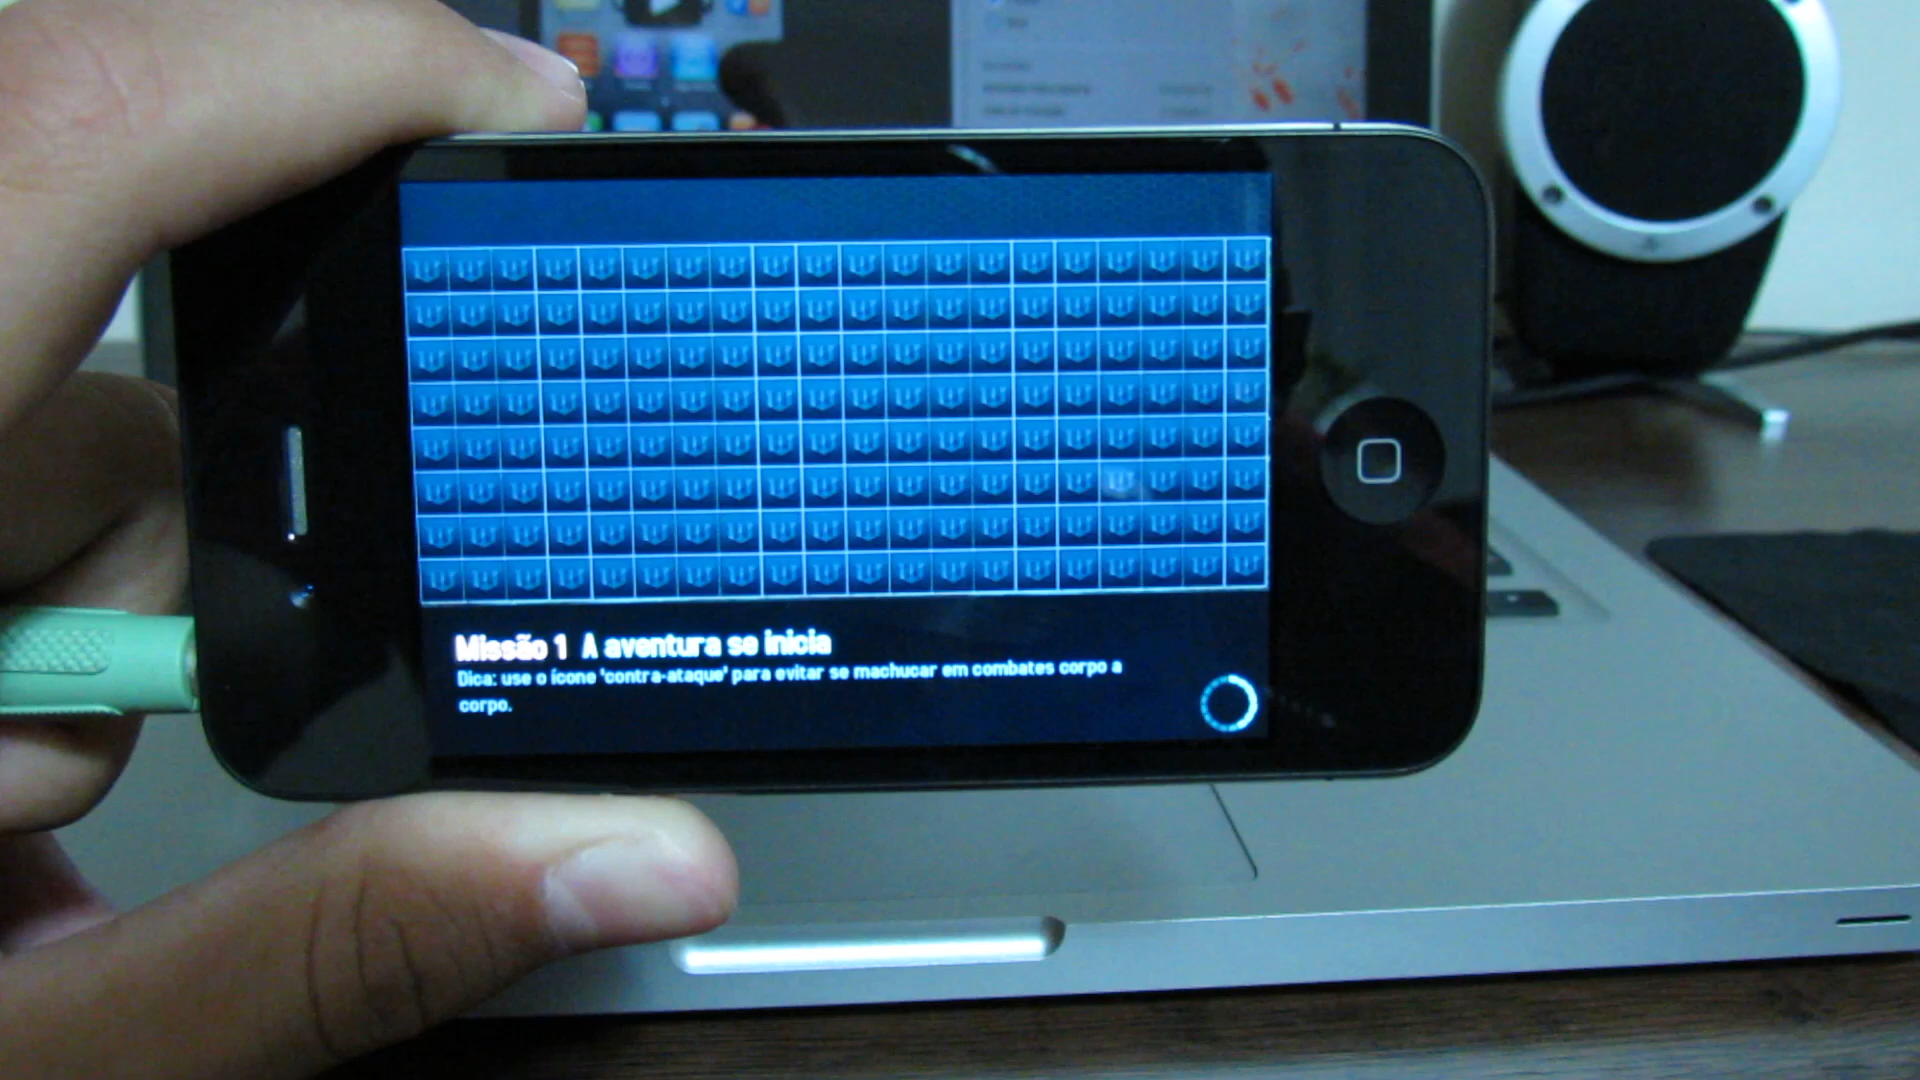 Missão 1 A aventura se inicia
Dica: use o ícone 'contra-ataque' para evitar se machucar em combates corpo a
corpo.